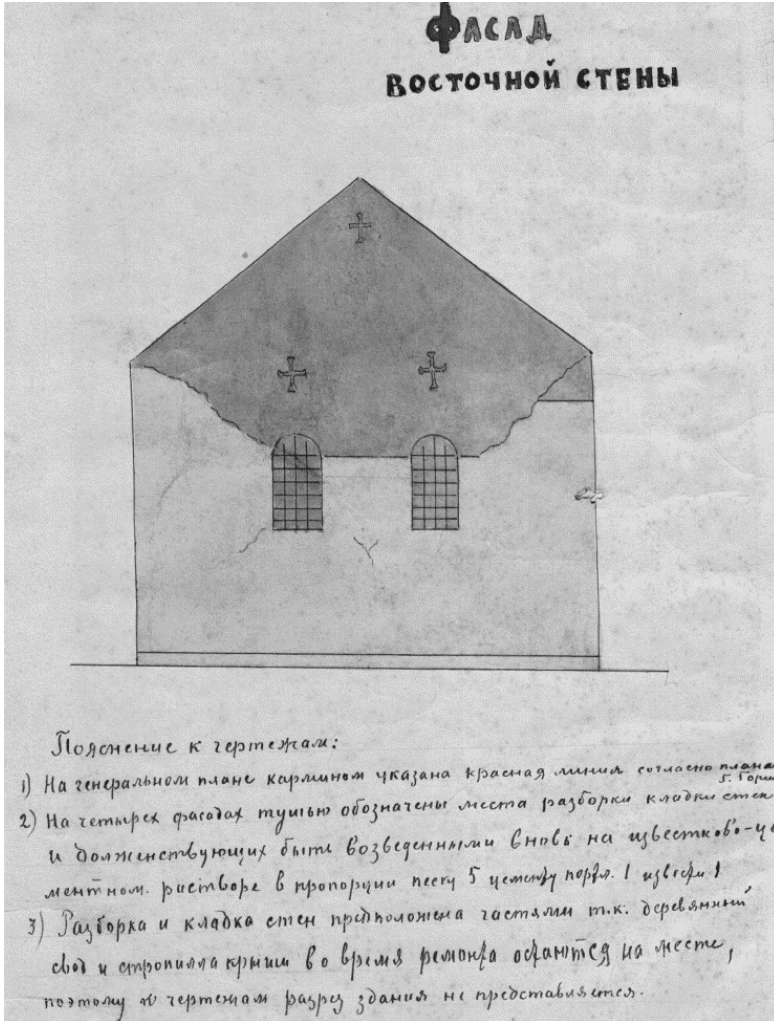 ФАСАД
ВОСТОЧНОЙ СТЕНЫ
Пояснение к чертежам:
1) На генеральном плане кармином указана красная линия согласно плана
2) На четырех фасадах тушью обозначены места разборки кладки стен
и долженствующих быть возведенными вновь на известково-це
ментном. растворе в пропорции песку 5 цементу портл. 1 извести 1
3) Разборка и кладка стен предположена частями т.к. деревянный
свод и стропилла крыши во время ремонта остаются на месте,
поэтому к чертежам разрез здания не представляется.